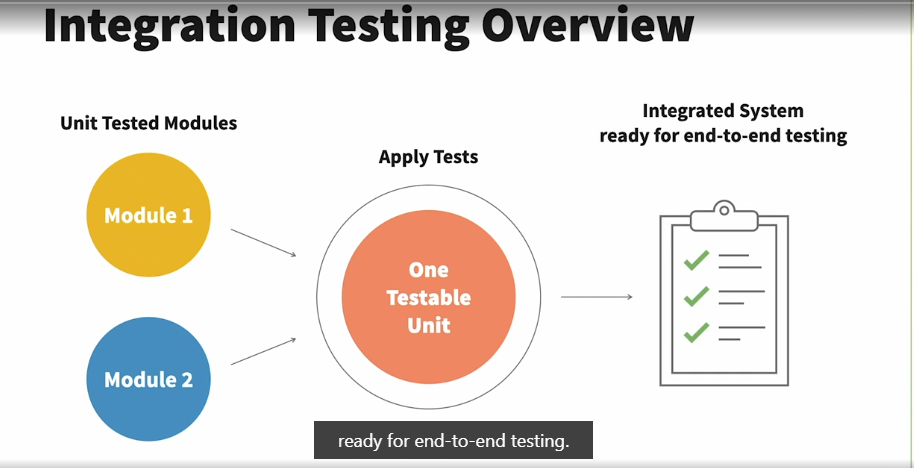 Integration Testing Overview
Unit Tested Modules
Module 1
Module 2
Apply Tests
One
Testable
Unit
Integrated System
ready for end-to-end testing
ready for end-to-end testing.